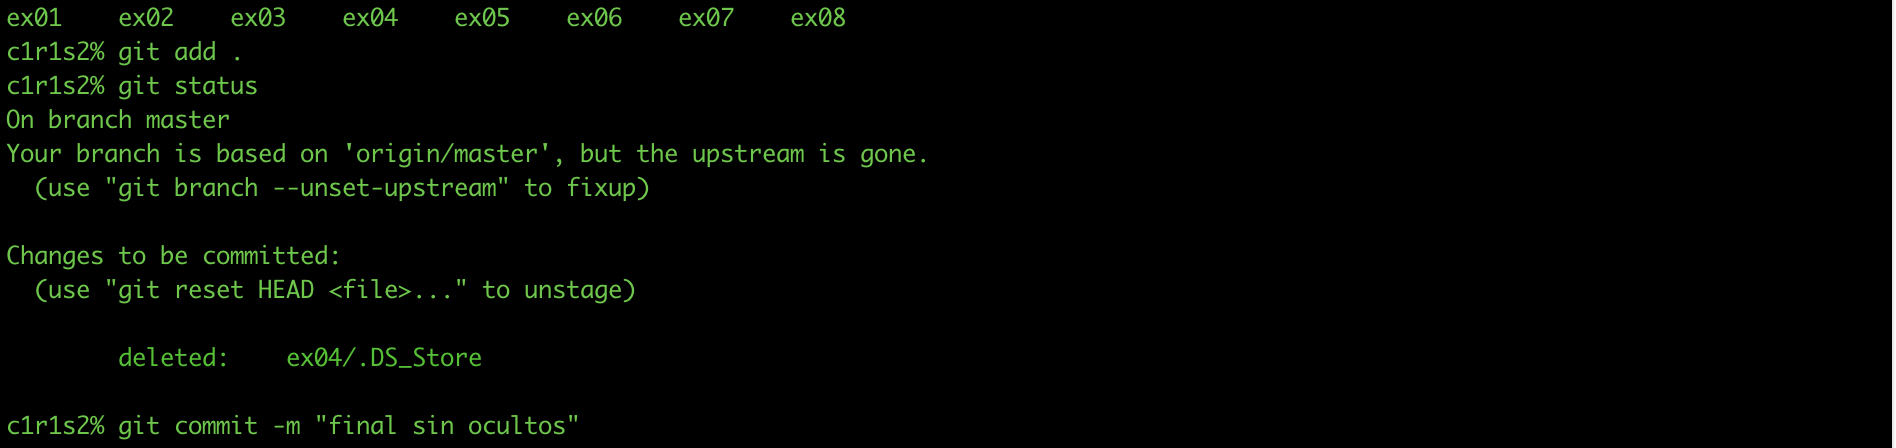 ex01    ex02    ex03    ex04    ex05    ex06    ex07    ex08
c1r1s2% git add .
c1r1s2% git status
On branch master
Your branch is based on 'origin/master', but the upstream is gone.
  (use "git branch --unset-upstream" to fixup)

Changes to be committed:
  (use "git reset HEAD <file>..." to unstage)

        deleted:    ex04/.DS_Store

c1r1s2% git commit -m "final sin ocultos"